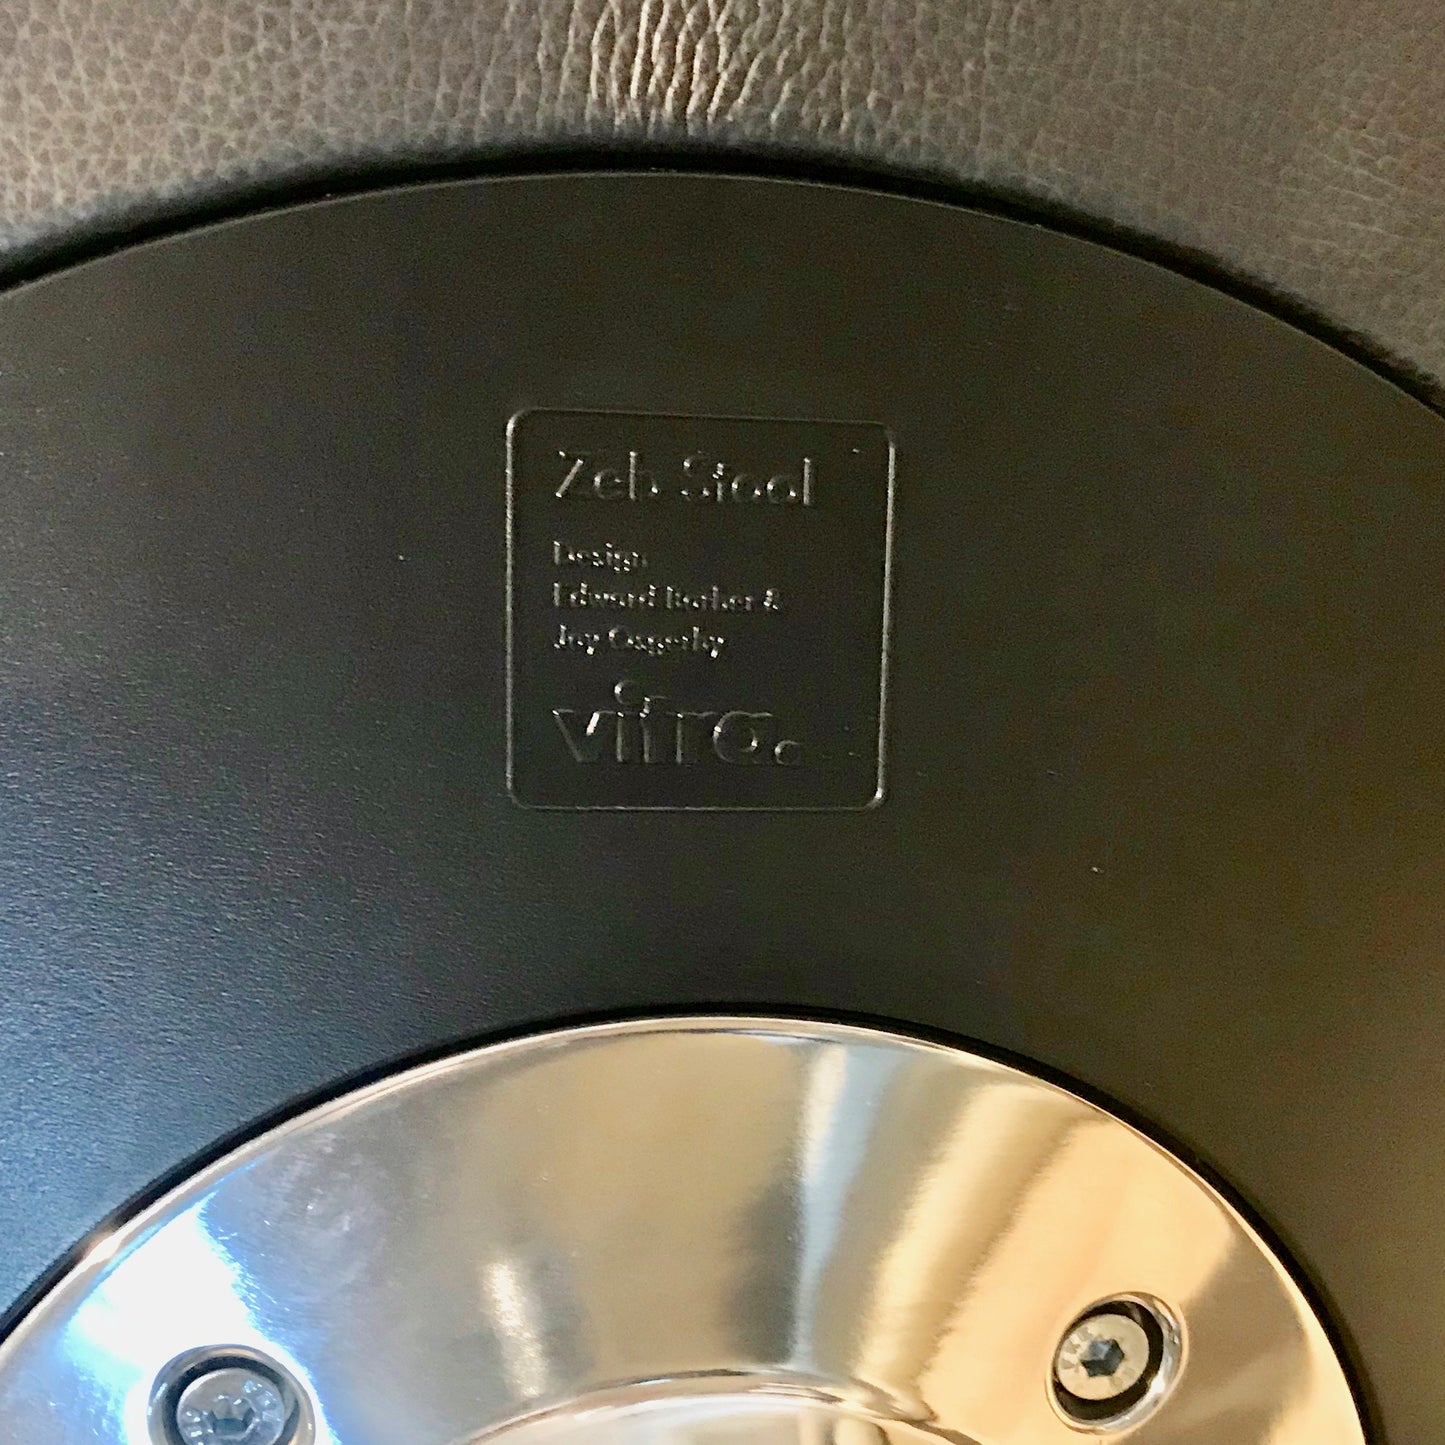 Zeb Stool
Design
Edward Barber &
Jay Osgerby
vitra.